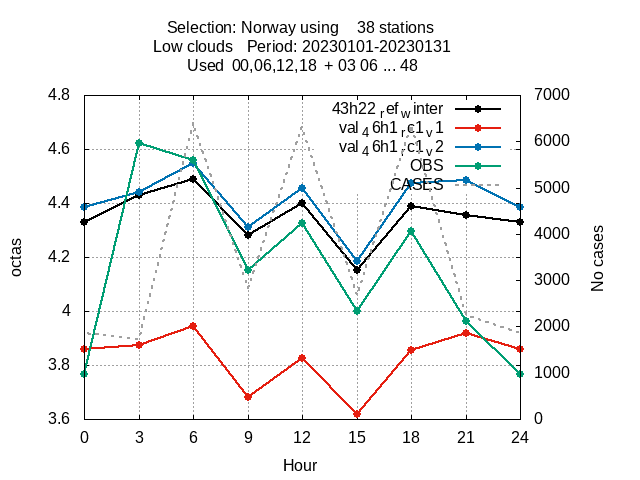 Selection: Norway using 38 stations
Low clouds Period: 20230101-20230131
Used 00,06,12,18 + 03 06 ... 48
4.8 7000
43h22 ref winter
val 46h1 rc1 v1
4.6 6000
val 46h1 rc1 v2
OBS
CASES 5000
4.4
4000
4.2
3000
4
2000
3.8 1000
3.6 0
octas
No cases
0 3 6 9 12 15 18 21 24
Hour